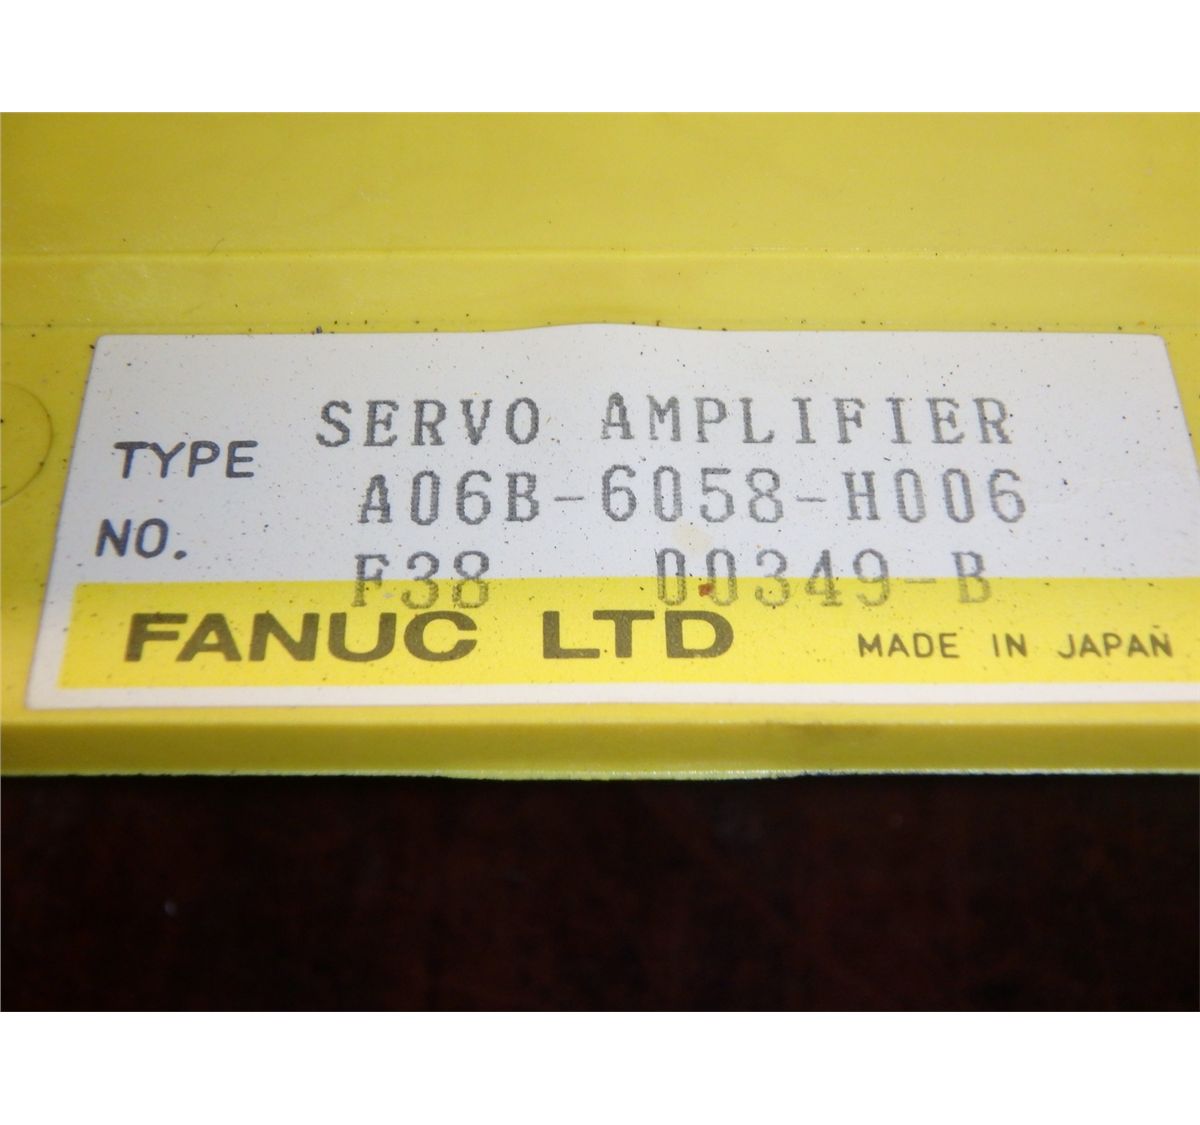 SERVO AMPLIFIER
TYPE A06B-6058-H006
NO. F38 00349-B
FANUC LTD MADE IN JAPAN